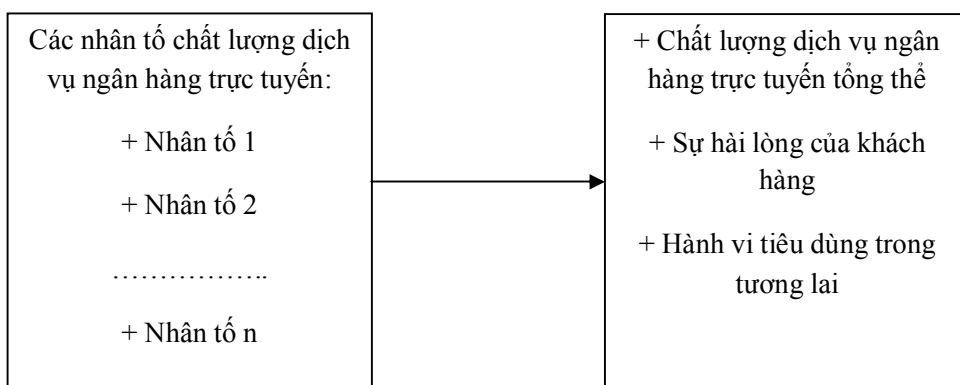 Các nhân tố chất lượng dịch
vụ ngân hàng trực tuyến:
+ Nhân tố 1
+ Nhân tố 2
……………..
+ Nhân tố n
+ Chất lượng dịch vụ ngân
hàng trực tuyến tổng thể
+ Sự hài lòng của khách
hàng
+ Hành vi tiêu dùng trong
tương lai